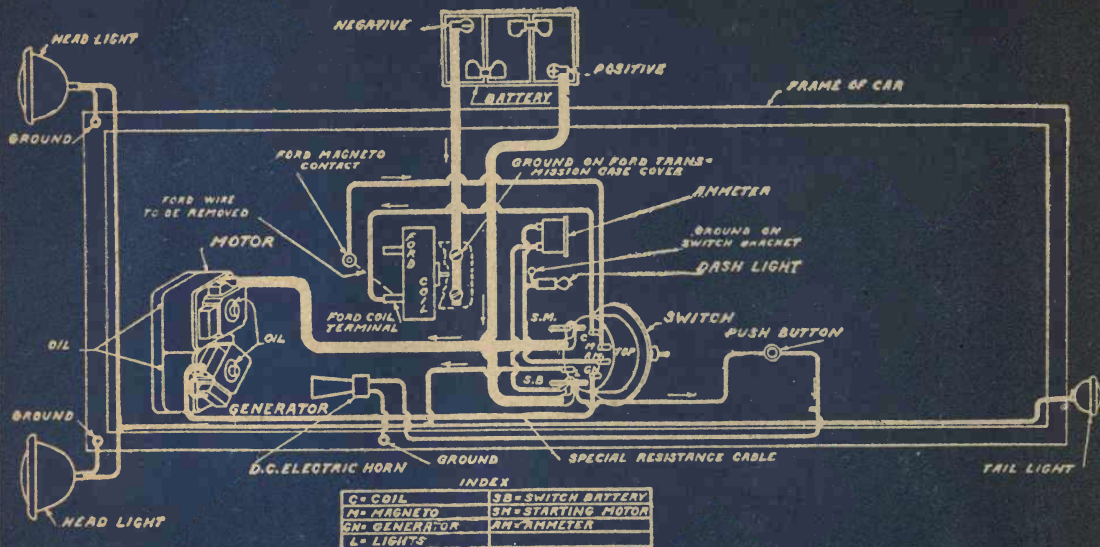 NEGATIVE
HEAD LIGHT
POSITIVE
BATTERY
FRAME OF CAR
GROUND
FORD MAGNETO
CONTACT
GROUND ON FORD TRANS=
MISSION CASE COVER
AMMETER
FORD WIRE
TO BE REMOVED
GROUND ON
SWITCH BRACKET
MOTOR
FORD
COIL
DASH LIGHT
FORD COIL
TERMINAL
S.M.
SWITCH
C
M
AM
TOP
PUSH BUTTON
OIL
OIL
S.B
L
GN
GENERATOR
GROUND
D.C. ELECTRIC HORN
GROUND
SPECIAL RESISTANCE CABLE
TAIL LIGHT
HEAD LIGHT
INDEX
C= COIL SB= SWITCH BATTERY
M= MAGNETO SM= STARTING MOTOR
GN= GENERATOR AM= AMMETER
L= LIGHTS